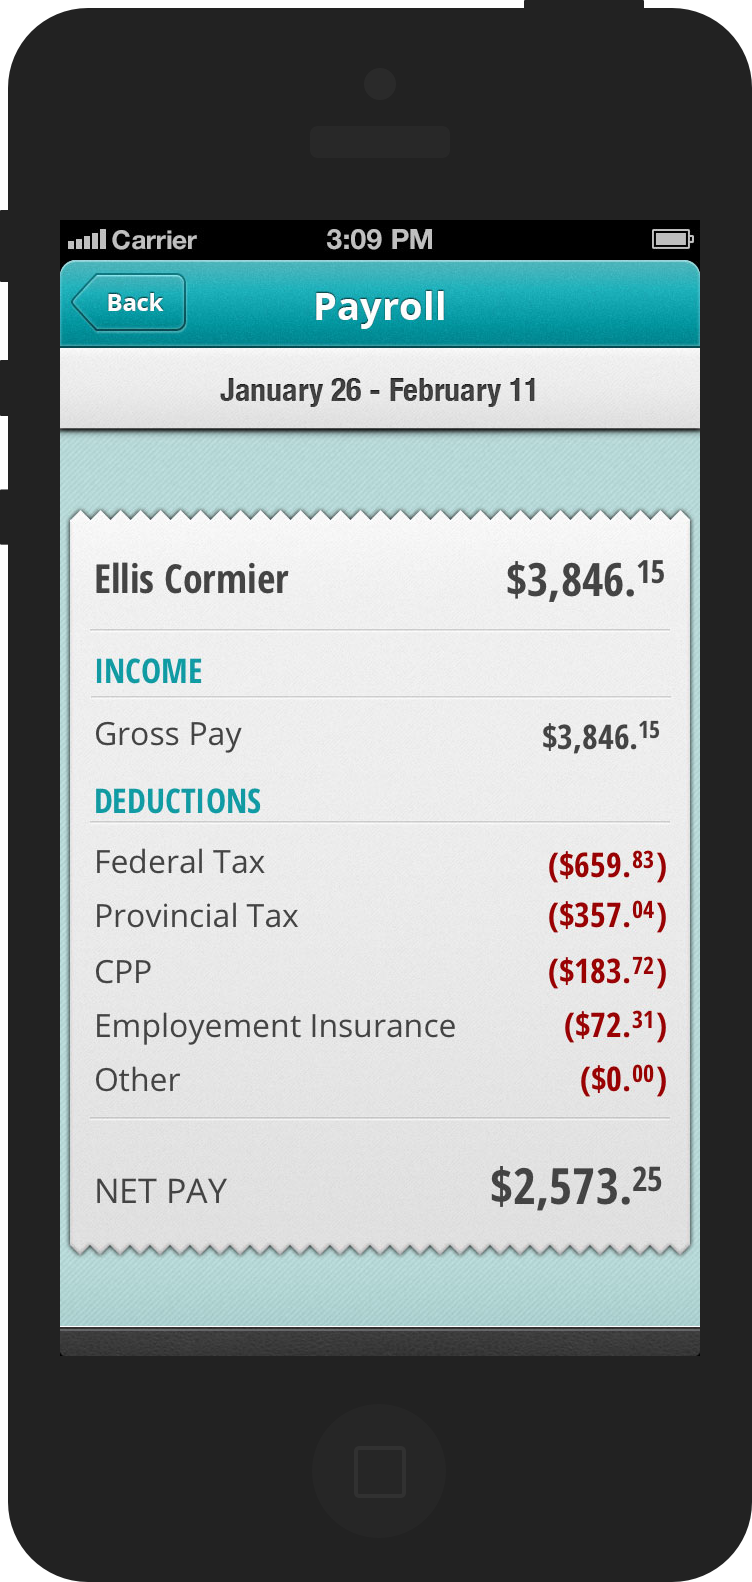 Carrier 3:09 PM
Back Payroll
January 26 - February 11
Ellis Cormier $3,846.15
INCOME
Gross Pay $3,846.15
DEDUCTIONS
Federal Tax ($659.83)
Provincial Tax ($357.04)
CPP ($183.72)
Employement Insurance ($72.31)
Other ($0.00)
NET PAY $2,573.25